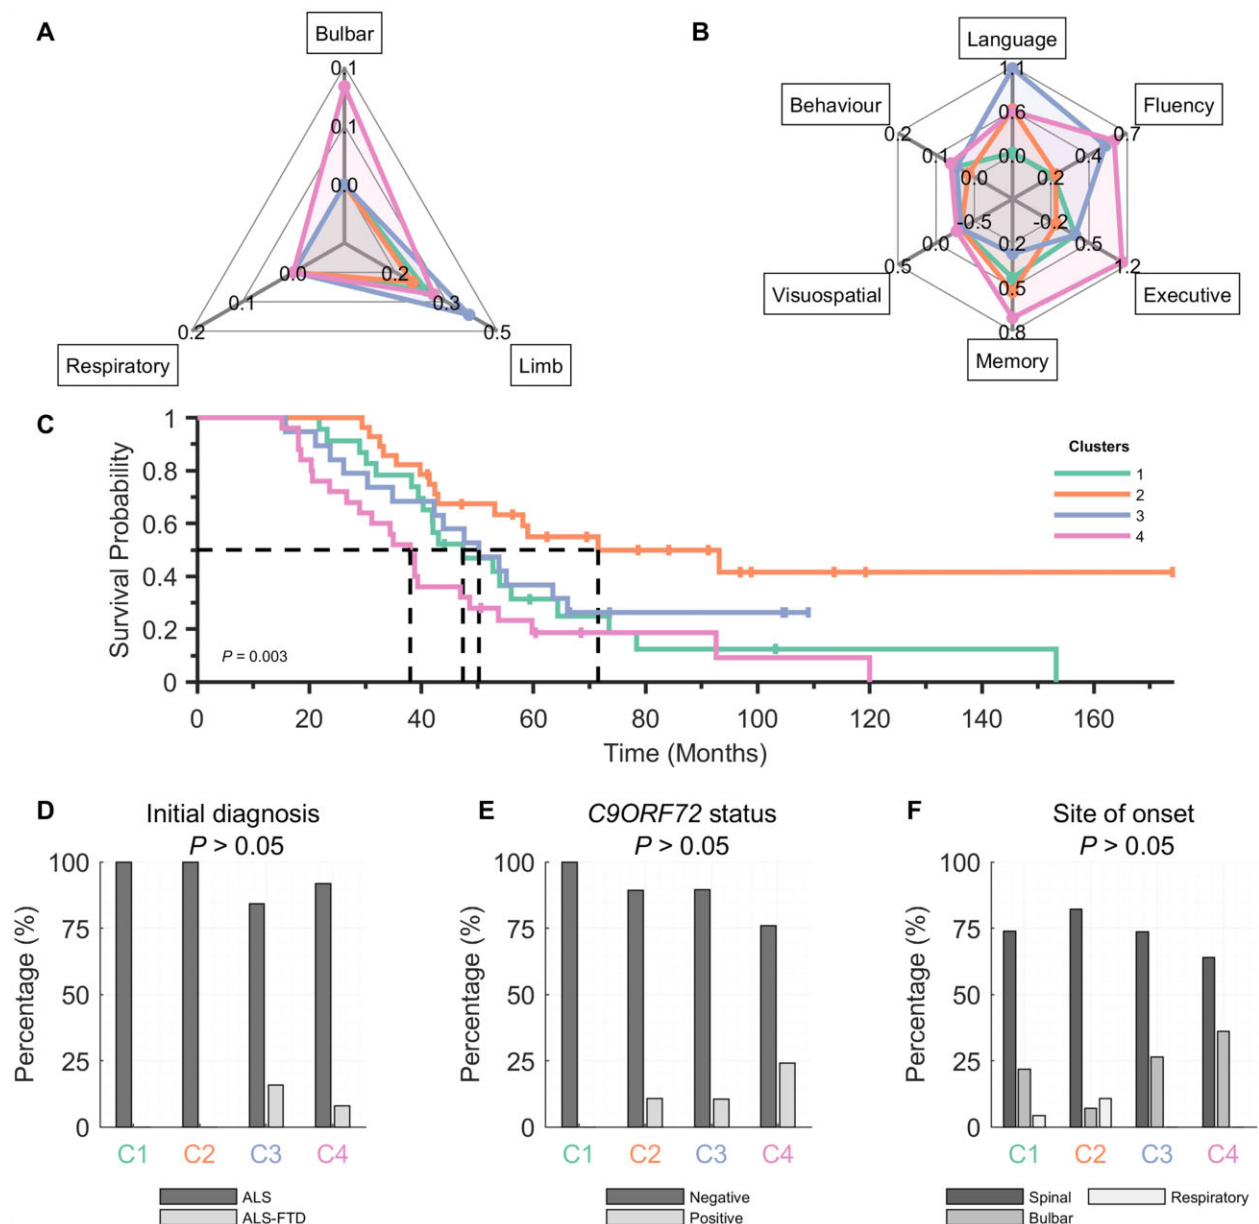 A
Bulbar
0.1
0.1
0.0
0.0
0.2
0.1
0.3
0.2
0.5
Respiratory
Limb
B
Language
1.1
Behaviour
Fluency
0.2
0.6
0.7
0.1
0.0
0.4
0.0
0.2
-0.5
-0.2
0.0
0.2
0.5
0.5
0.5
1.2
Visuospatial
Executive
0.8
Memory
C
Survival Probability
1
0.8
0.6
0.4
0.2
0
P = 0.003
Clusters
1
2
3
4
0 20 40 60 80 100 120 140 160
Time (Months)
D
Initial diagnosis
P > 0.05
Percentage (%)
100
75
50
25
0
C1 C2 C3 C4
ALS
ALS-FTD
E
C9ORF72 status
P > 0.05
Percentage (%)
100
75
50
25
0
C1 C2 C3 C4
Negative
Positive
F
Site of onset
P > 0.05
Percentage (%)
100
75
50
25
0
C1 C2 C3 C4
Spinal Respiratory
Bulbar